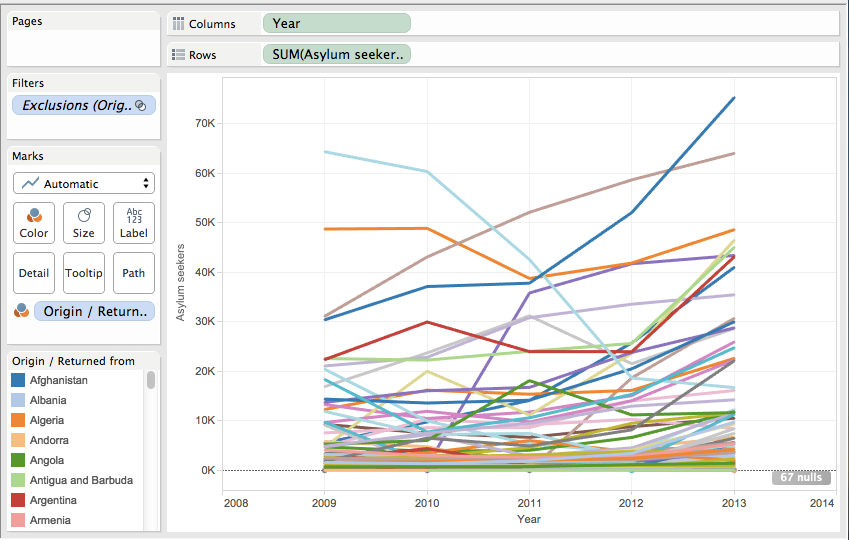 Pages
Columns
Year
Rows
SUM(Asylum seeker..
Filters
Exclusions (Orig..
Marks
Automatic
Color
Size
Abc
123
Label
Detail
Tooltip
Path
Origin / Return..
Origin / Returned from
Afghanistan
Albania
Algeria
Andorra
Angola
Antigua and Barbuda
Argentina
Armenia
Asylum seekers
70K
60K
50K
40K
30K
20K
10K
0K
67 nulls
2008
2009
2010
2011
2012
2013
2014
Year